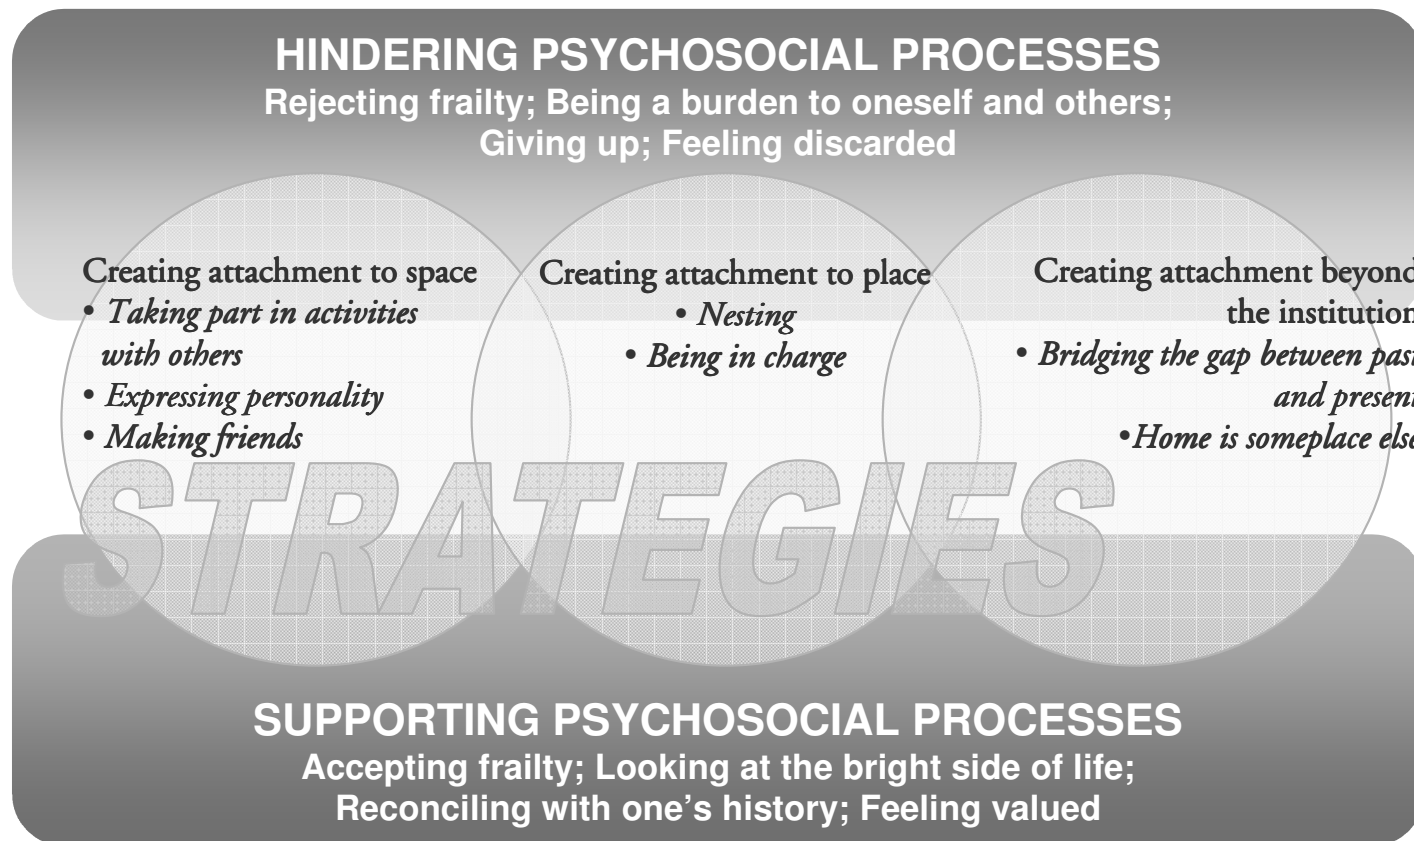 HINDERING PSYCHOSOCIAL PROCESSES
Rejecting frailty; Being a burden to oneself and others;
Giving up; Feeling discarded
Creating attachment to space
• Taking part in activities
with others
• Expressing personality
• Making friends
Creating attachment to place
• Nesting
• Being in charge
Creating attachment beyond
the institution
• Bridging the gap between past
and present
•Home is someplace else
STRATEGIES
SUPPORTING PSYCHOSOCIAL PROCESSES
Accepting frailty; Looking at the bright side of life;
Reconciling with one’s history; Feeling valued